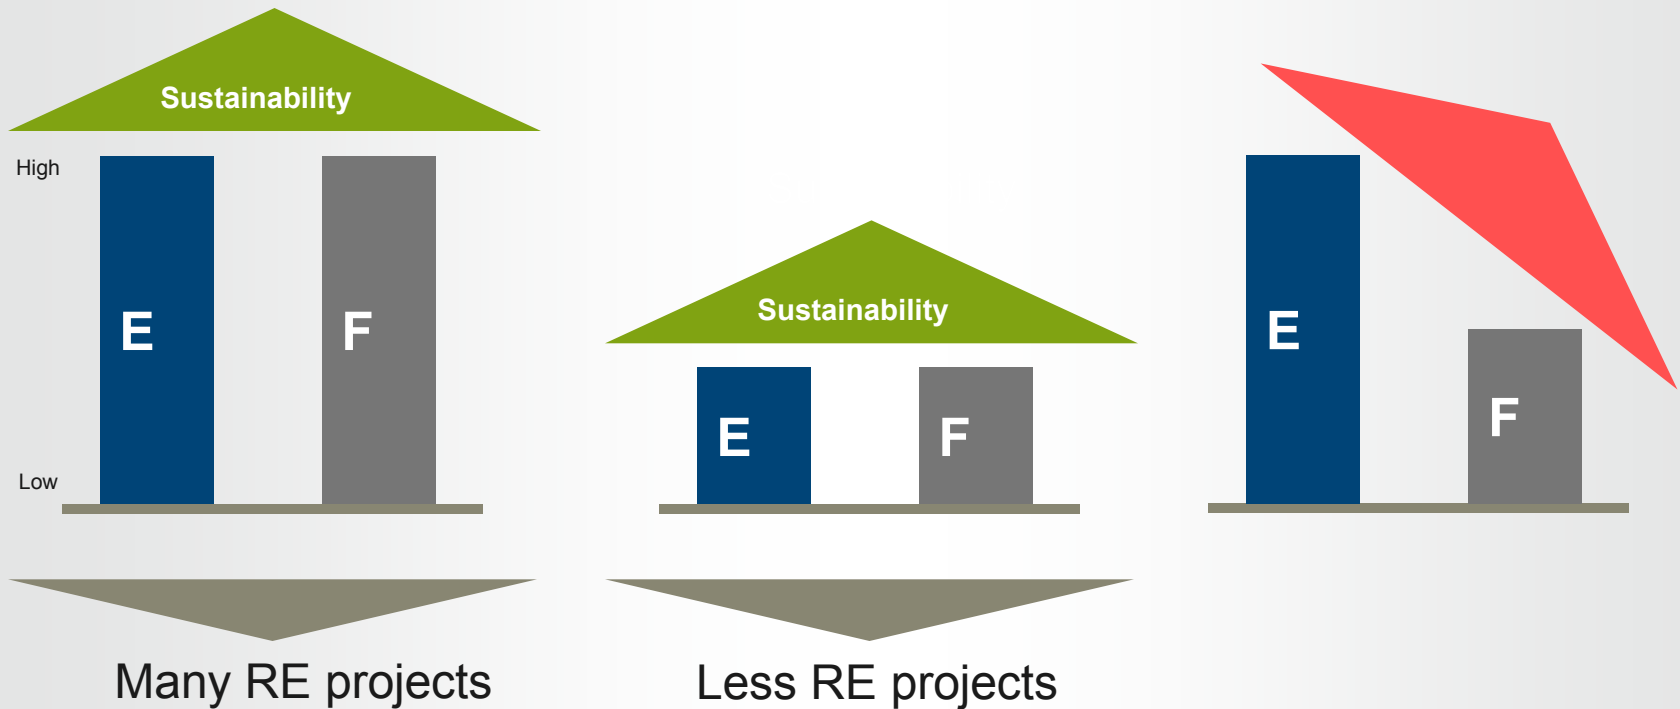 Sustainability
High
E
F
Low
Many RE projects
Sustainability
E
F
Less RE projects
E
F